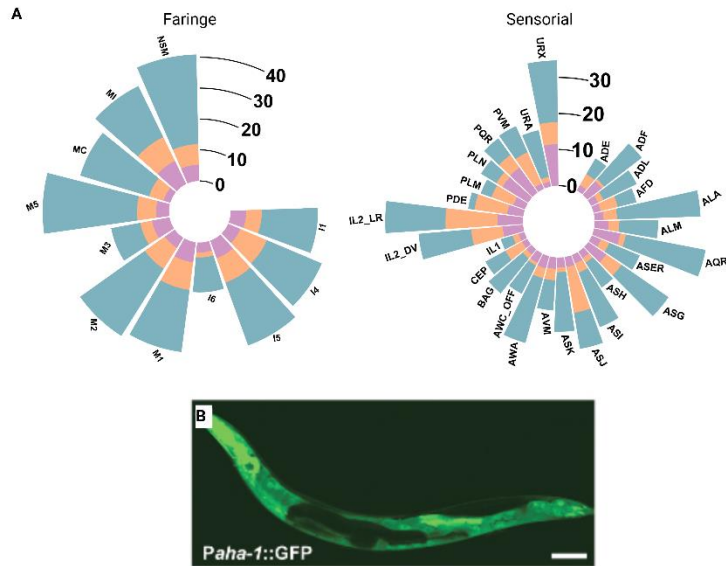 A
Faringe
Sensorial
NSM
MI
MC
M5
M3
M2
M1
I6
I5
I4
I1
40
30
20
10
0
URX
URA
PVM
PQR
PLN
PLM
PDE
IL2_LR
IL2_DV
IL1
CEP
BAG
AWC_OFF
AWA
AVM
ASK
ASJ
ASI
ASH
ASG
ASER
AQR
ALM
ALA
AFD
ADL
ADF
ADE
30
20
10
0
B
Paha-1::GFP